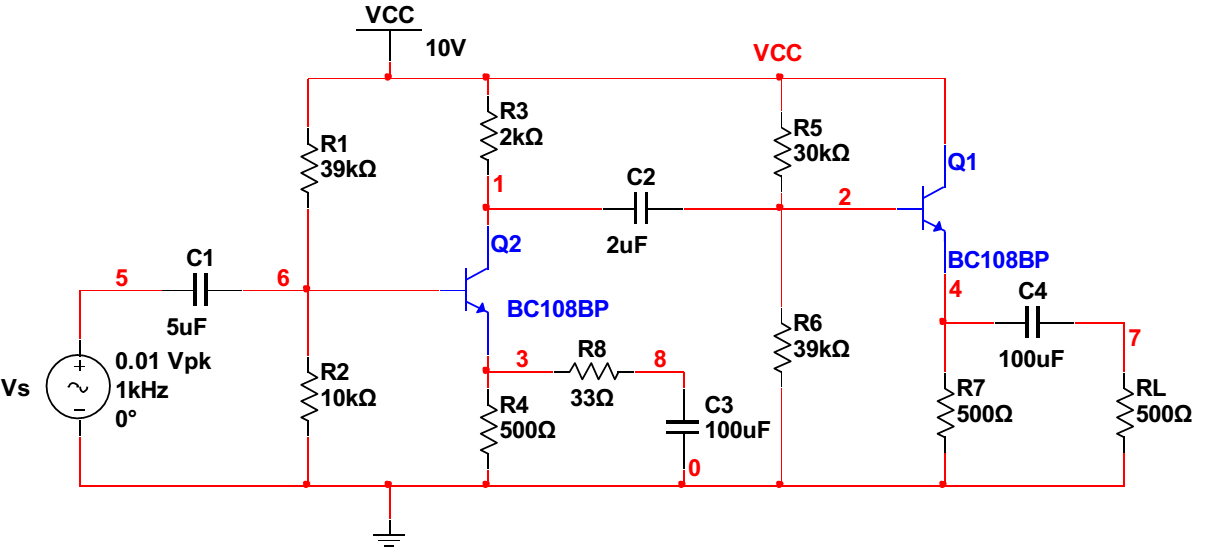 VCC
10V
VCC
R1
39kΩ
R3
2kΩ
R5
30kΩ
Q1
1
C2
2
2uF
Q2
BC108BP
5
C1
6
5uF
BC108BP
4
C4
7
100uF
Vs
0.01 Vpk
1kHz
0°
R2
10kΩ
3
R8
8
33Ω
R4
500Ω
C3
100uF
0
R6
39kΩ
R7
500Ω
RL
500Ω